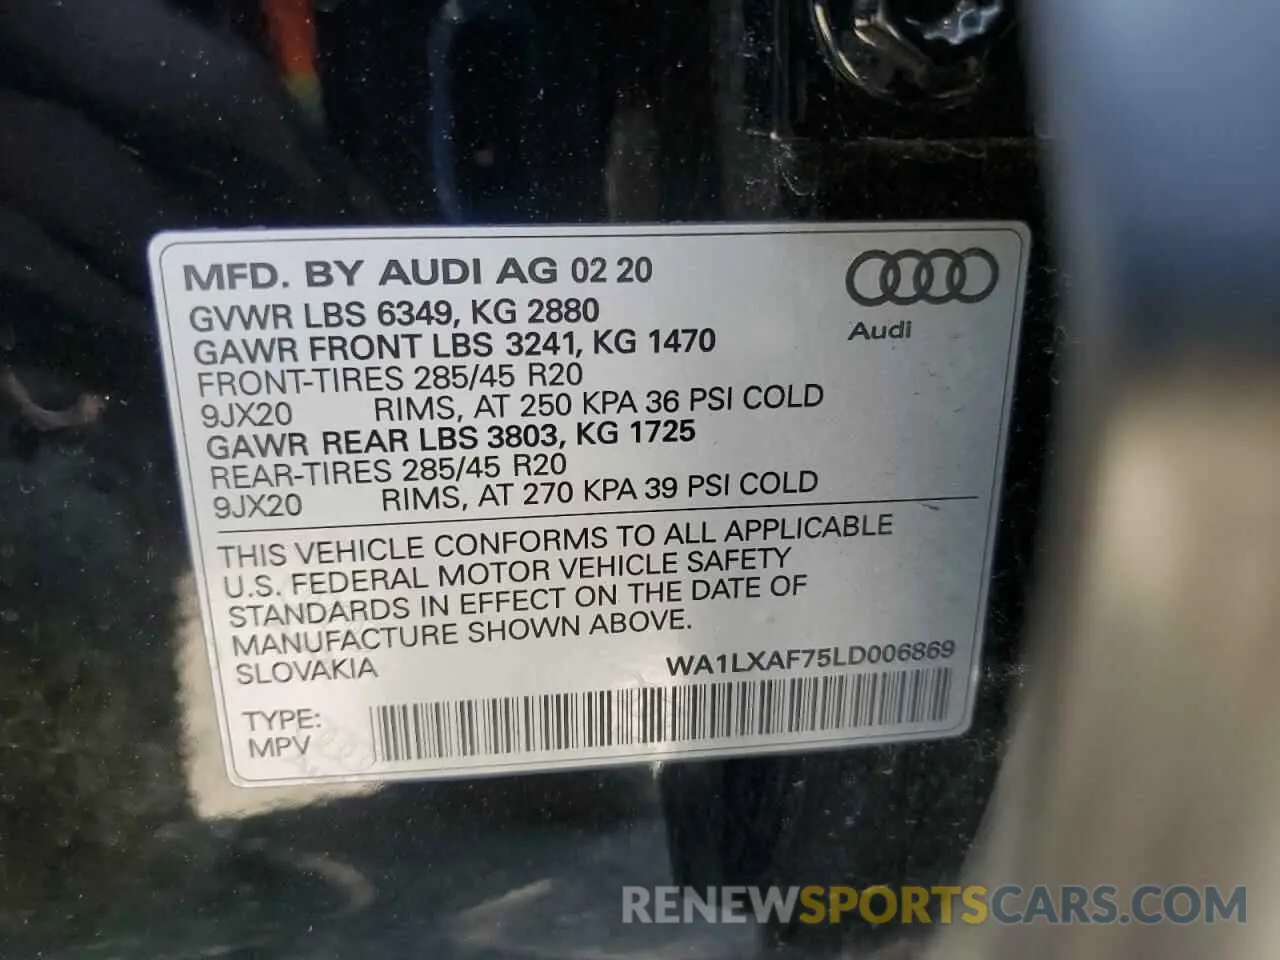 MFD. BY AUDI AG 02 20
GVWR LBS 6349, KG 2880
GAWR FRONT LBS 3241, KG 1470
FRONT-TIRES 285/45 R20
9JX20 RIMS, AT 250 KPA 36 PSI COLD
GAWR REAR LBS 3803, KG 1725
REAR-TIRES 285/45 R20
9JX20 RIMS, AT 270 KPA 39 PSI COLD
Audi
THIS VEHICLE CONFORMS TO ALL APPLICABLE
U.S. FEDERAL MOTOR VEHICLE SAFETY
STANDARDS IN EFFECT ON THE DATE OF
MANUFACTURE SHOWN ABOVE.
SLOVAKIA WA1LXAF75LD006869
TYPE:
MPV
RENEWSPORTSCARS.COM